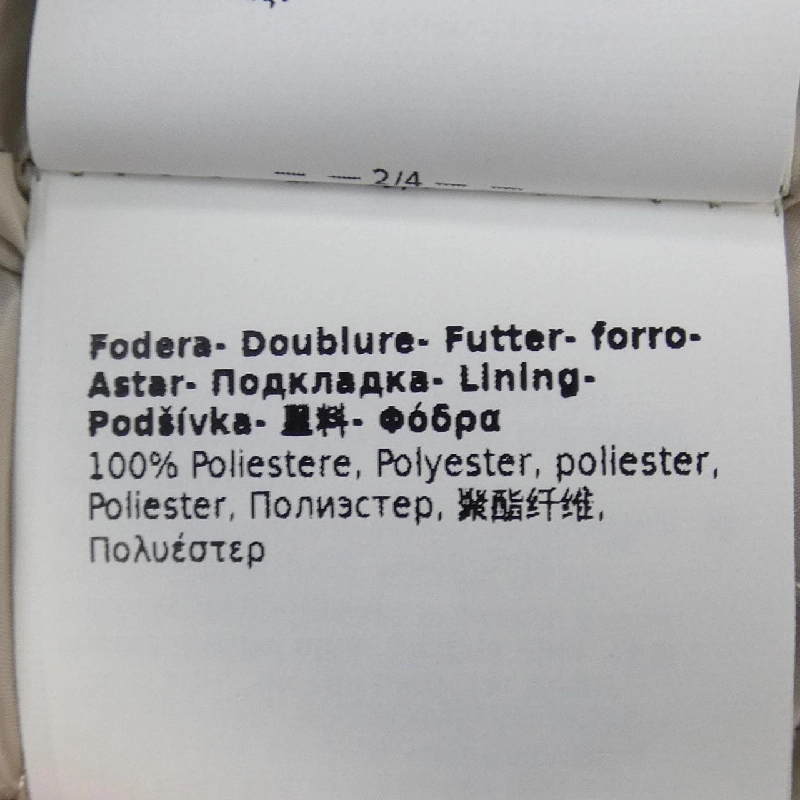 — — 2/4 — —
Fodera- Doublure- Futter- forro-
Astar- Подкладка- Lining-
Podšívka- 里料- Φόδρα
100% Poliestere, Polyester, poliester,
Poliester, Полиэстер, 聚酯纤维,
Πολυέστερ